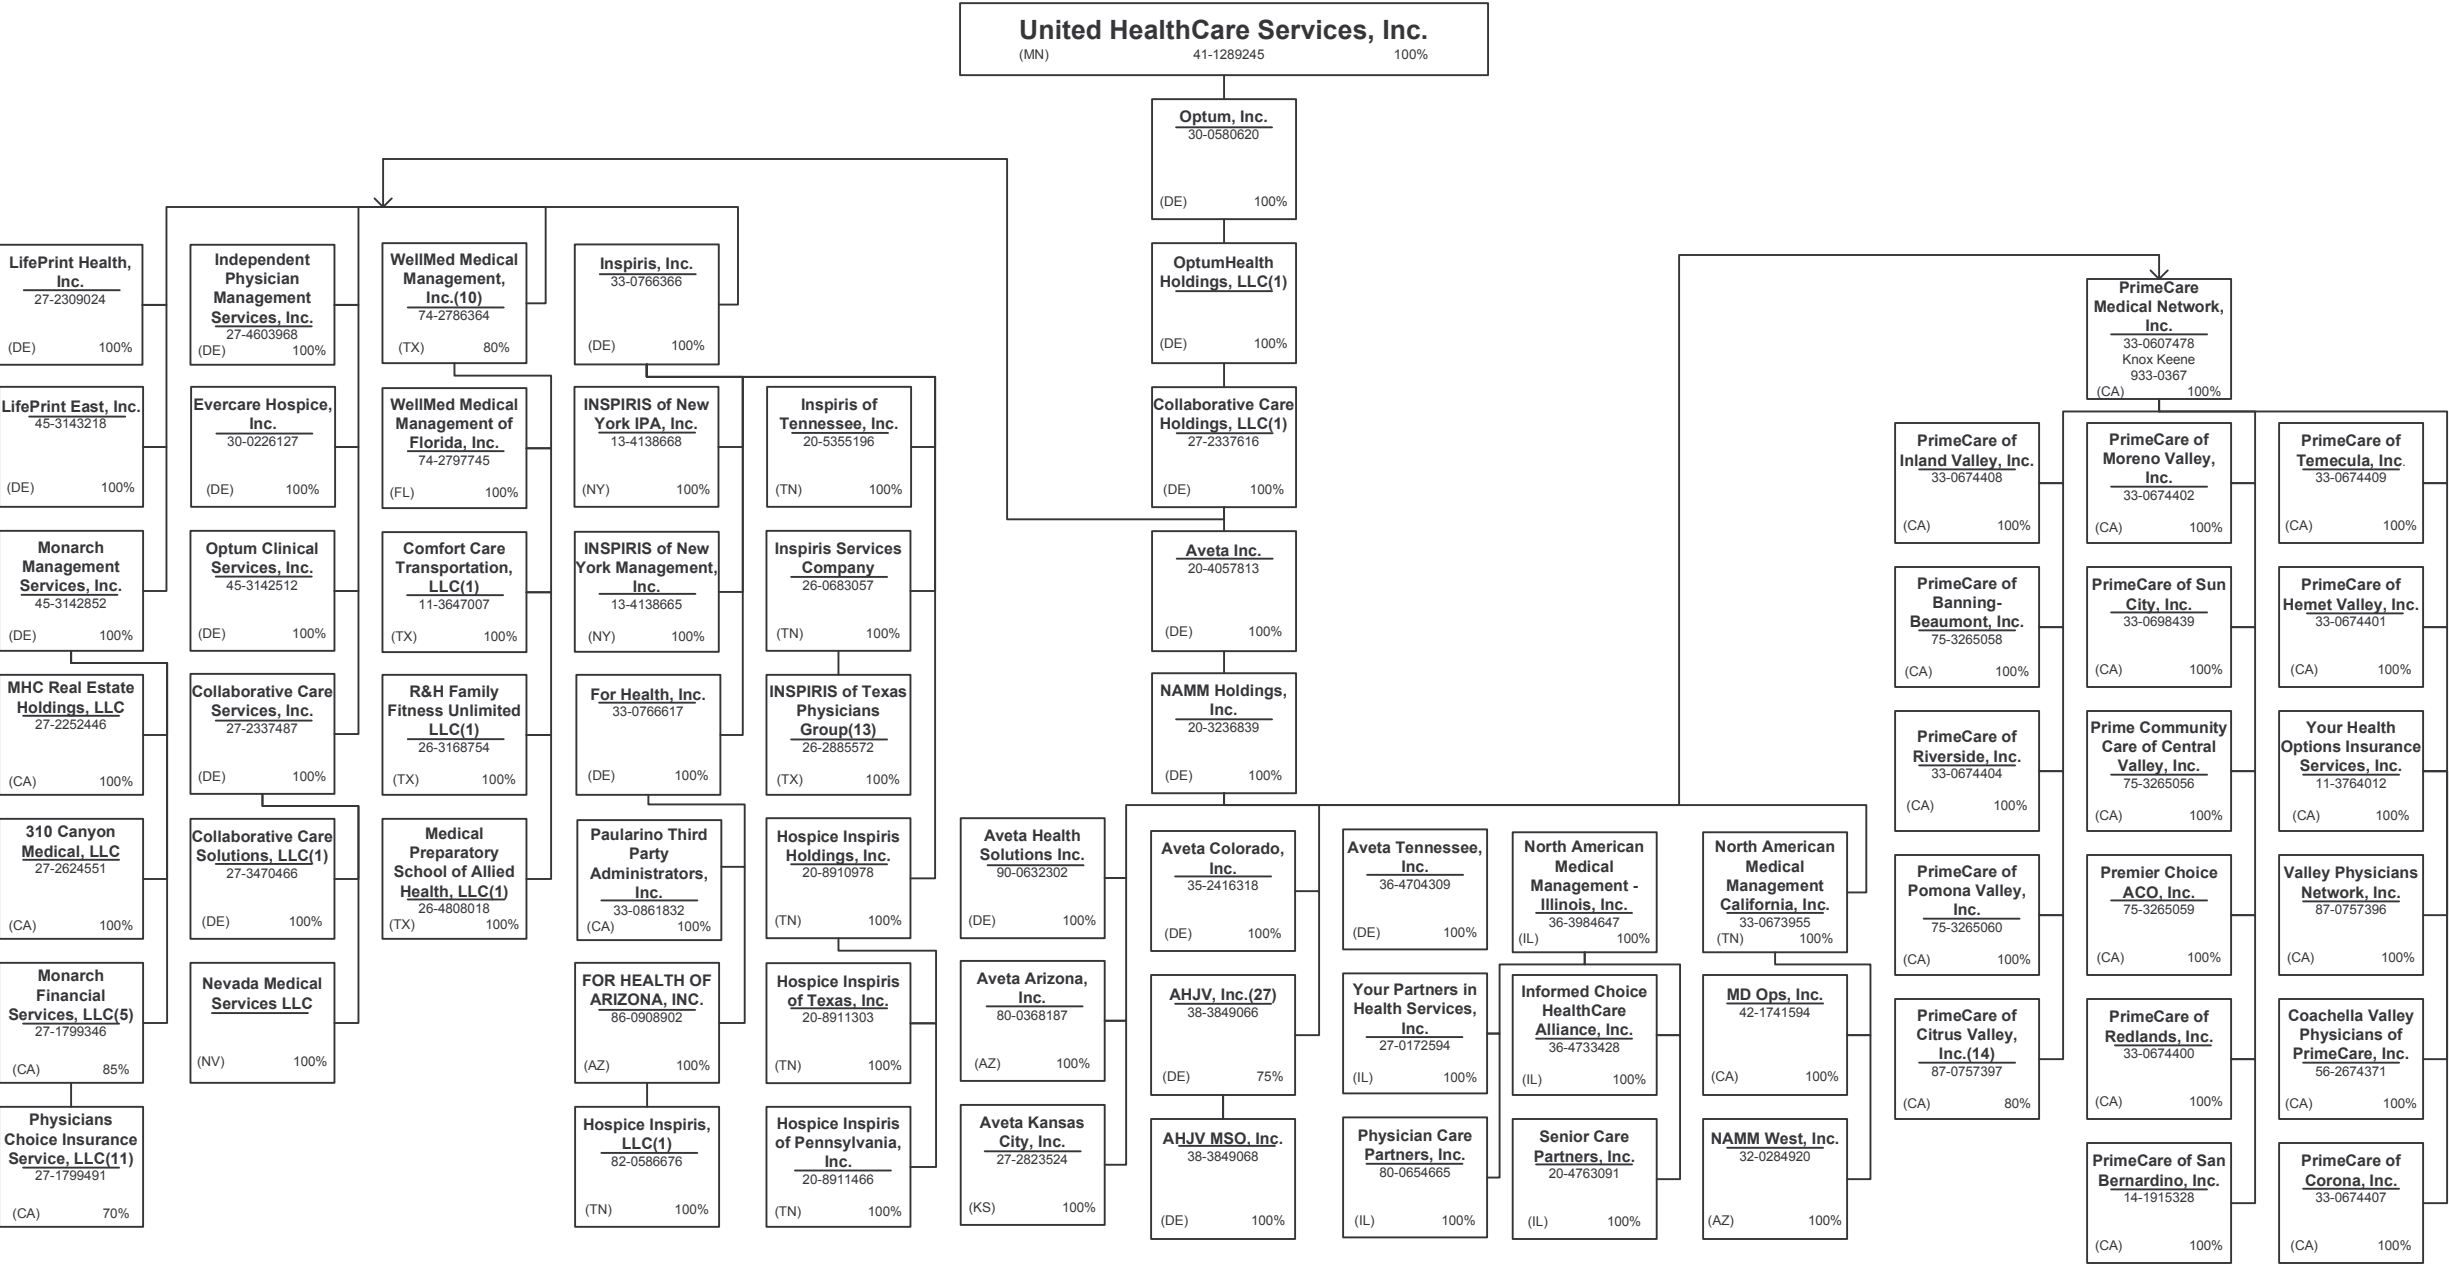 United HealthCare Services, Inc.
(MN) 41-1289245 100%
Optum, Inc.
30-0580620
(DE) 100%
OptumHealth
Holdings, LLC(1)
(DE) 100%
Collaborative Care
Holdings, LLC(1)
27-2337616
(DE) 100%
LifePrint Health,
Inc.
27-2309024
(DE) 100%
LifePrint East, Inc.
45-3143218
(DE) 100%
Monarch
Management
Services, Inc.
45-3142852
(DE) 100%
MHC Real Estate
Holdings, LLC
27-2252446
(CA) 100%
310 Canyon
Medical, LLC
27-2624551
(CA) 100%
Monarch
Financial
Services, LLC(5)
27-1799346
(CA) 85%
Physicians
Choice Insurance
Service, LLC(11)
27-1799491
(CA) 70%
Independent
Physician
Management
Services, Inc.
27-4603968
(DE) 100%
Evercare Hospice,
Inc.
30-0226127
(DE) 100%
Optum Clinical
Services, Inc.
45-3142512
(DE) 100%
Collaborative Care
Services, Inc.
27-2337487
(DE) 100%
Collaborative Care
Solutions, LLC(1)
27-3470466
(DE) 100%
Nevada Medical
Services LLC
(NV) 100%
WellMed Medical
Management,
Inc.(10)
74-2786364
(TX) 80%
WellMed Medical
Management of
Florida, Inc.
74-2797745
(FL) 100%
Comfort Care
Transportation,
LLC(1)
11-3647007
(TX) 100%
R&H Family
Fitness Unlimited
LLC(1)
26-3168754
(TX) 100%
Medical
Preparatory
School of Allied
Health, LLC(1)
26-4808018
(TX) 100%
Inspiris, Inc.
33-0766366
(DE) 100%
INSPIRIS of New
York IPA, Inc.
13-4138668
(NY) 100%
INSPIRIS of New
York Management,
Inc.
13-4138665
(NY) 100%
For Health, Inc.
33-0766617
(DE) 100%
Paularino Third
Party
Administrators,
Inc.
33-0861832
(CA) 100%
FOR HEALTH OF
ARIZONA, INC.
86-0908902
(AZ) 100%
Hospice Inspiris,
LLC(1)
82-0586676
(TN) 100%
Inspiris of
Tennessee, Inc.
20-5355196
(TN) 100%
Inspiris Services
Company
26-0683057
(TN) 100%
INSPIRIS of Texas
Physicians
Group(13)
26-2885572
(TX) 100%
Hospice Inspiris
Holdings, Inc.
20-8910978
(TN) 100%
Hospice Inspiris
of Texas, Inc.
20-8911303
(TN) 100%
Hospice Inspiris
of Pennsylvania,
Inc.
20-8911466
(TN) 100%
Aveta Inc.
20-4057813
(DE) 100%
NAMM Holdings,
Inc.
20-3236839
(DE) 100%
Aveta Health
Solutions Inc.
90-0632302
(DE) 100%
Aveta Arizona,
Inc.
80-0368187
(AZ) 100%
Aveta Kansas
City, Inc.
27-2823524
(KS) 100%
Aveta Colorado,
Inc.
35-2416318
(DE) 100%
AHJV, Inc.(27)
38-3849066
(DE) 75%
AHJV MSO, Inc.
38-3849068
(DE) 100%
Aveta Tennessee,
Inc.
36-4704309
(DE) 100%
Your Partners in
Health Services,
Inc.
27-0172594
(IL) 100%
Physician Care
Partners, Inc.
80-0654665
(IL) 100%
North American
Medical
Management -
Illinois, Inc.
36-3984647
(IL) 100%
Informed Choice
HealthCare
Alliance, Inc.
36-4733428
(IL) 100%
Senior Care
Partners, Inc.
20-4763091
(IL) 100%
North American
Medical
Management
California, Inc.
33-0673955
(TN) 100%
MD Ops, Inc.
42-1741594
(CA) 100%
NAMM West, Inc.
32-0284920
(AZ) 100%
PrimeCare
Medical Network,
Inc.
33-0607478
Knox Keene
933-0367
(CA) 100%
PrimeCare of
Inland Valley, Inc.
33-0674408
(CA) 100%
PrimeCare of
Banning-
Beaumont, Inc.
75-3265058
(CA) 100%
PrimeCare of
Riverside, Inc.
33-0674404
(CA) 100%
PrimeCare of
Pomona Valley,
Inc.
75-3265060
(CA) 100%
PrimeCare of
Citrus Valley,
Inc.(14)
87-0757397
(CA) 80%
PrimeCare of
Moreno Valley,
Inc.
33-0674402
(CA) 100%
PrimeCare of Sun
City, Inc.
33-0698439
(CA) 100%
Prime Community
Care of Central
Valley, Inc.
75-3265056
(CA) 100%
Premier Choice
ACO, Inc.
75-3265059
(CA) 100%
PrimeCare of
Redlands, Inc.
33-0674400
(CA) 100%
PrimeCare of San
Bernardino, Inc.
14-1915328
(CA) 100%
PrimeCare of
Temecula, Inc.
33-0674409
(CA) 100%
PrimeCare of
Hemet Valley, Inc.
33-0674401
(CA) 100%
Your Health
Options Insurance
Services, Inc.
11-3764012
(CA) 100%
Valley Physicians
Network, Inc.
87-0757396
(CA) 100%
Coachella Valley
Physicians of
PrimeCare, Inc.
56-2674371
(CA) 100%
PrimeCare of
Corona, Inc.
33-0674407
(CA) 100%